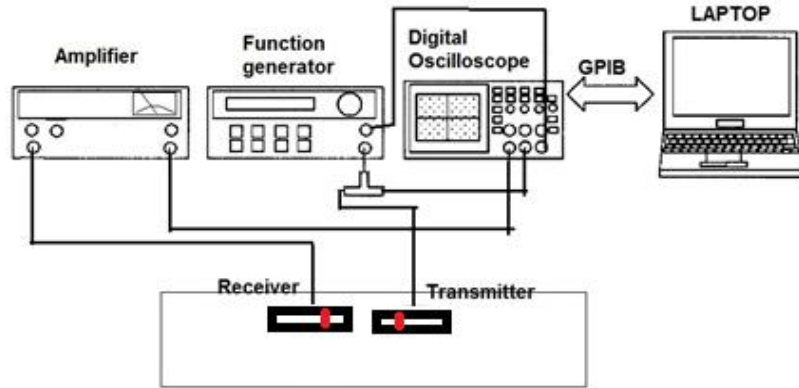 LAPTOP
Amplifier
Function
generator
Digital
Oscilloscope
GPIB
Receiver
Transmitter